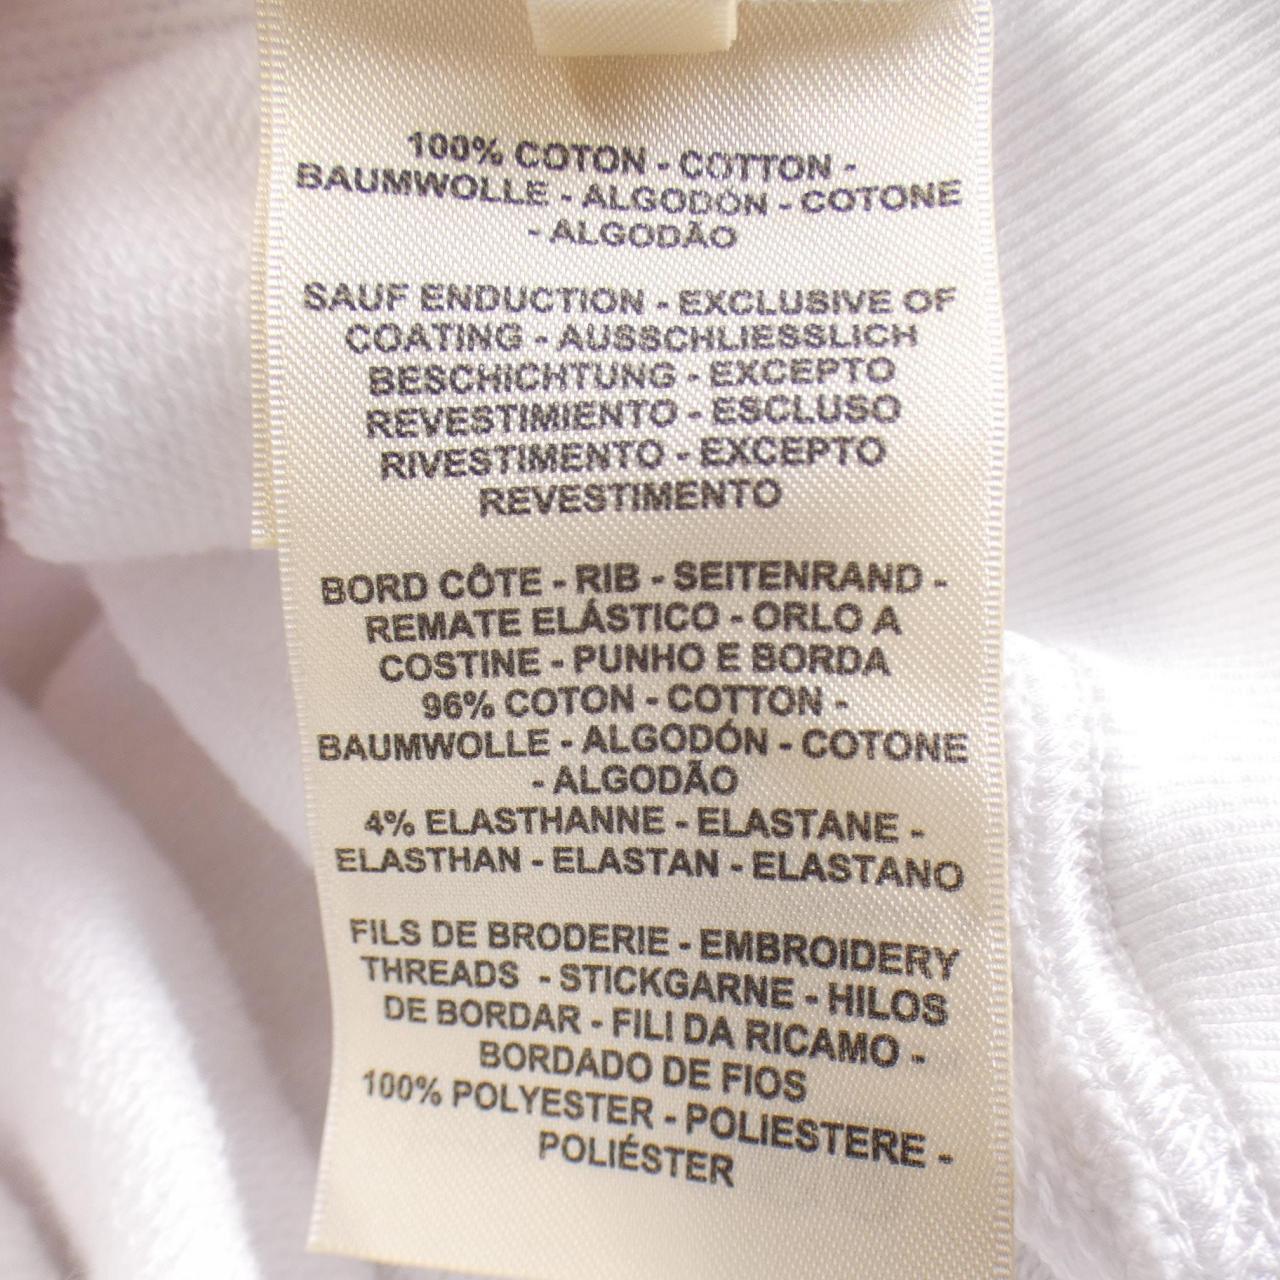 100% COTON - COTTON -
BAUMWOLLE - ALGODÓN - COTONE
- ALGODÃO
SAUF ENDUCTION - EXCLUSIVE OF
COATING - AUSSCHLIESSLICH
BESCHICHTUNG - EXCEPTO
REVESTIMIENTO - ESCLUSO
RIVESTIMENTO - EXCEPTO
REVESTIMENTO
BORD CÔTE - RIB - SEITENRAND -
REMATE ELÁSTICO - ORLO A
COSTINE - PUNHO E BORDA
96% COTON - COTTON -
BAUMWOLLE - ALGODÓN - COTONE
- ALGODÃO
4% ELASTHANNE - ELASTANE -
ELASTHAN - ELASTAN - ELASTANO
FILS DE BRODERIE - EMBROIDERY
THREADS - STICKGARNE - HILOS
DE BORDAR - FILI DA RICAMO -
BORDADO DE FIOS
100% POLYESTER - POLIESTERE -
POLIÉSTER